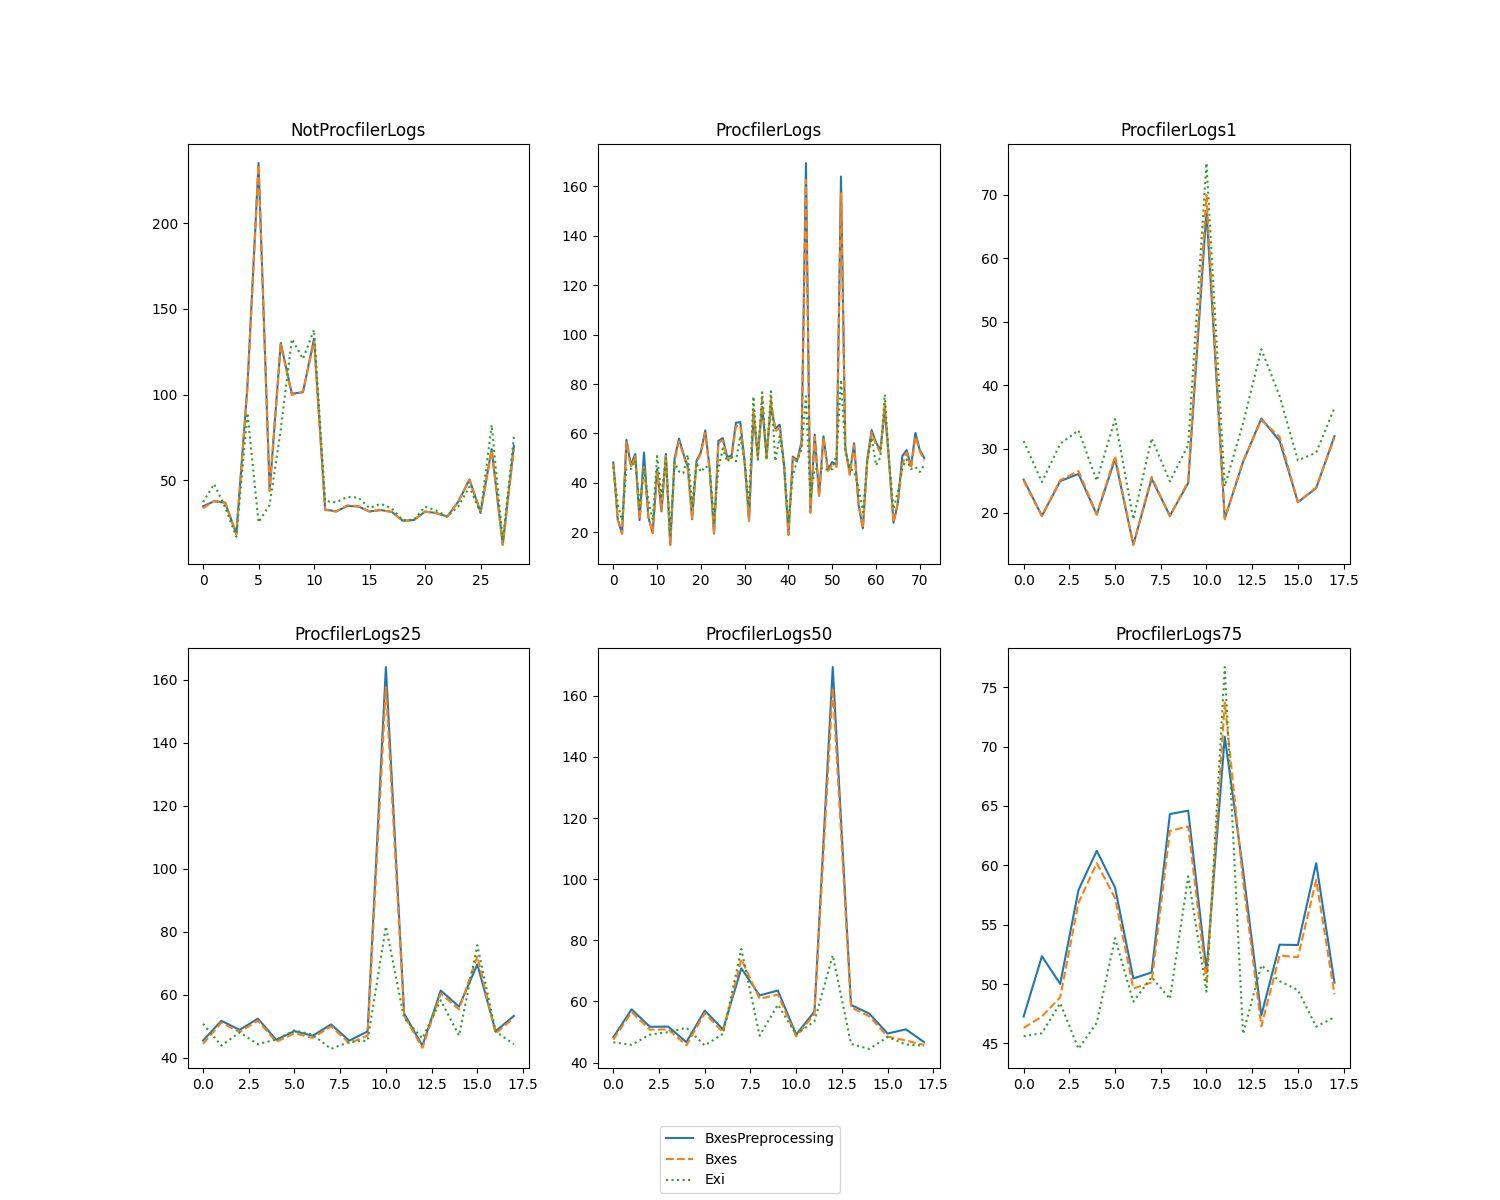 NotProcfilerLogs
ProcfilerLogs
ProcfilerLogs1
200
150
100
50
0 5 10 15 20 25
160
140
120
100
80
60
40
20
0 10 20 30 40 50 60 70
70
60
50
40
30
20
0.0 2.5 5.0 7.5 10.0 12.5 15.0 17.5
ProcfilerLogs25
ProcfilerLogs50
ProcfilerLogs75
160
140
120
100
80
60
40
0.0 2.5 5.0 7.5 10.0 12.5 15.0 17.5
160
140
120
100
80
60
40
0.0 2.5 5.0 7.5 10.0 12.5 15.0 17.5
75
70
65
60
55
50
45
0.0 2.5 5.0 7.5 10.0 12.5 15.0 17.5
BxesPreprocessing
Bxes
Exi